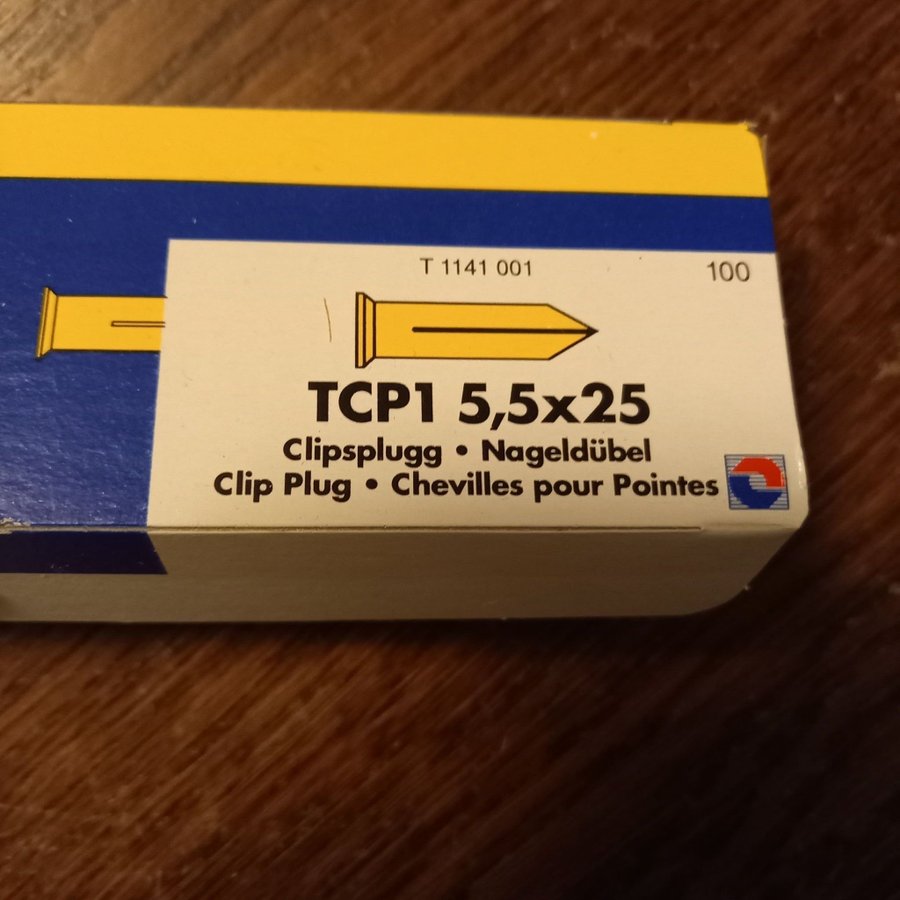 T 1141 001 100
TCP1 5,5x25
Clipsplugg • Nageldübel
Clip Plug • Chevilles pour Pointes